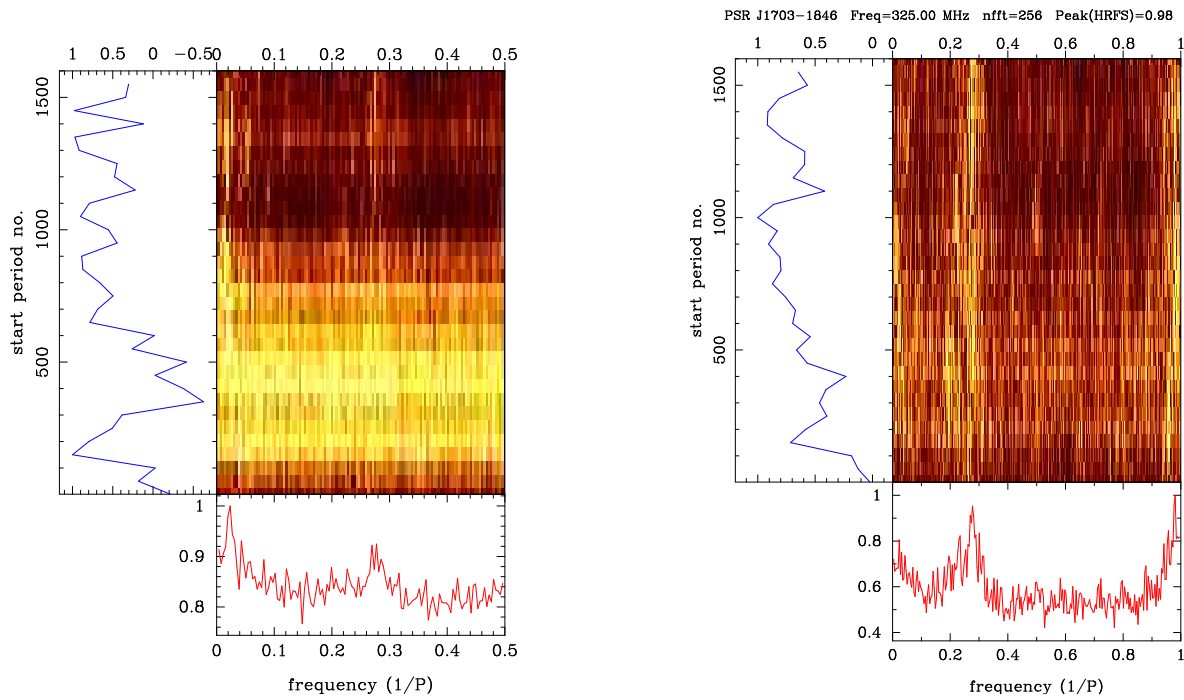 PSR J1703−1846 Freq=325.00 MHz nfft=256 Peak(HRFS)=0.98
1 0.5 0 −0.5
0 0.1 0.2 0.3 0.4 0.5
start period no.
500 1000 1500
1
0.9
0.8
0 0.1 0.2 0.3 0.4 0.5
frequency (1/P)
1 0.5 0
0 0.2 0.4 0.6 0.8 1
start period no.
500 1000 1500
1
0.8
0.6
0.4
0 0.2 0.4 0.6 0.8 1
frequency (1/P)